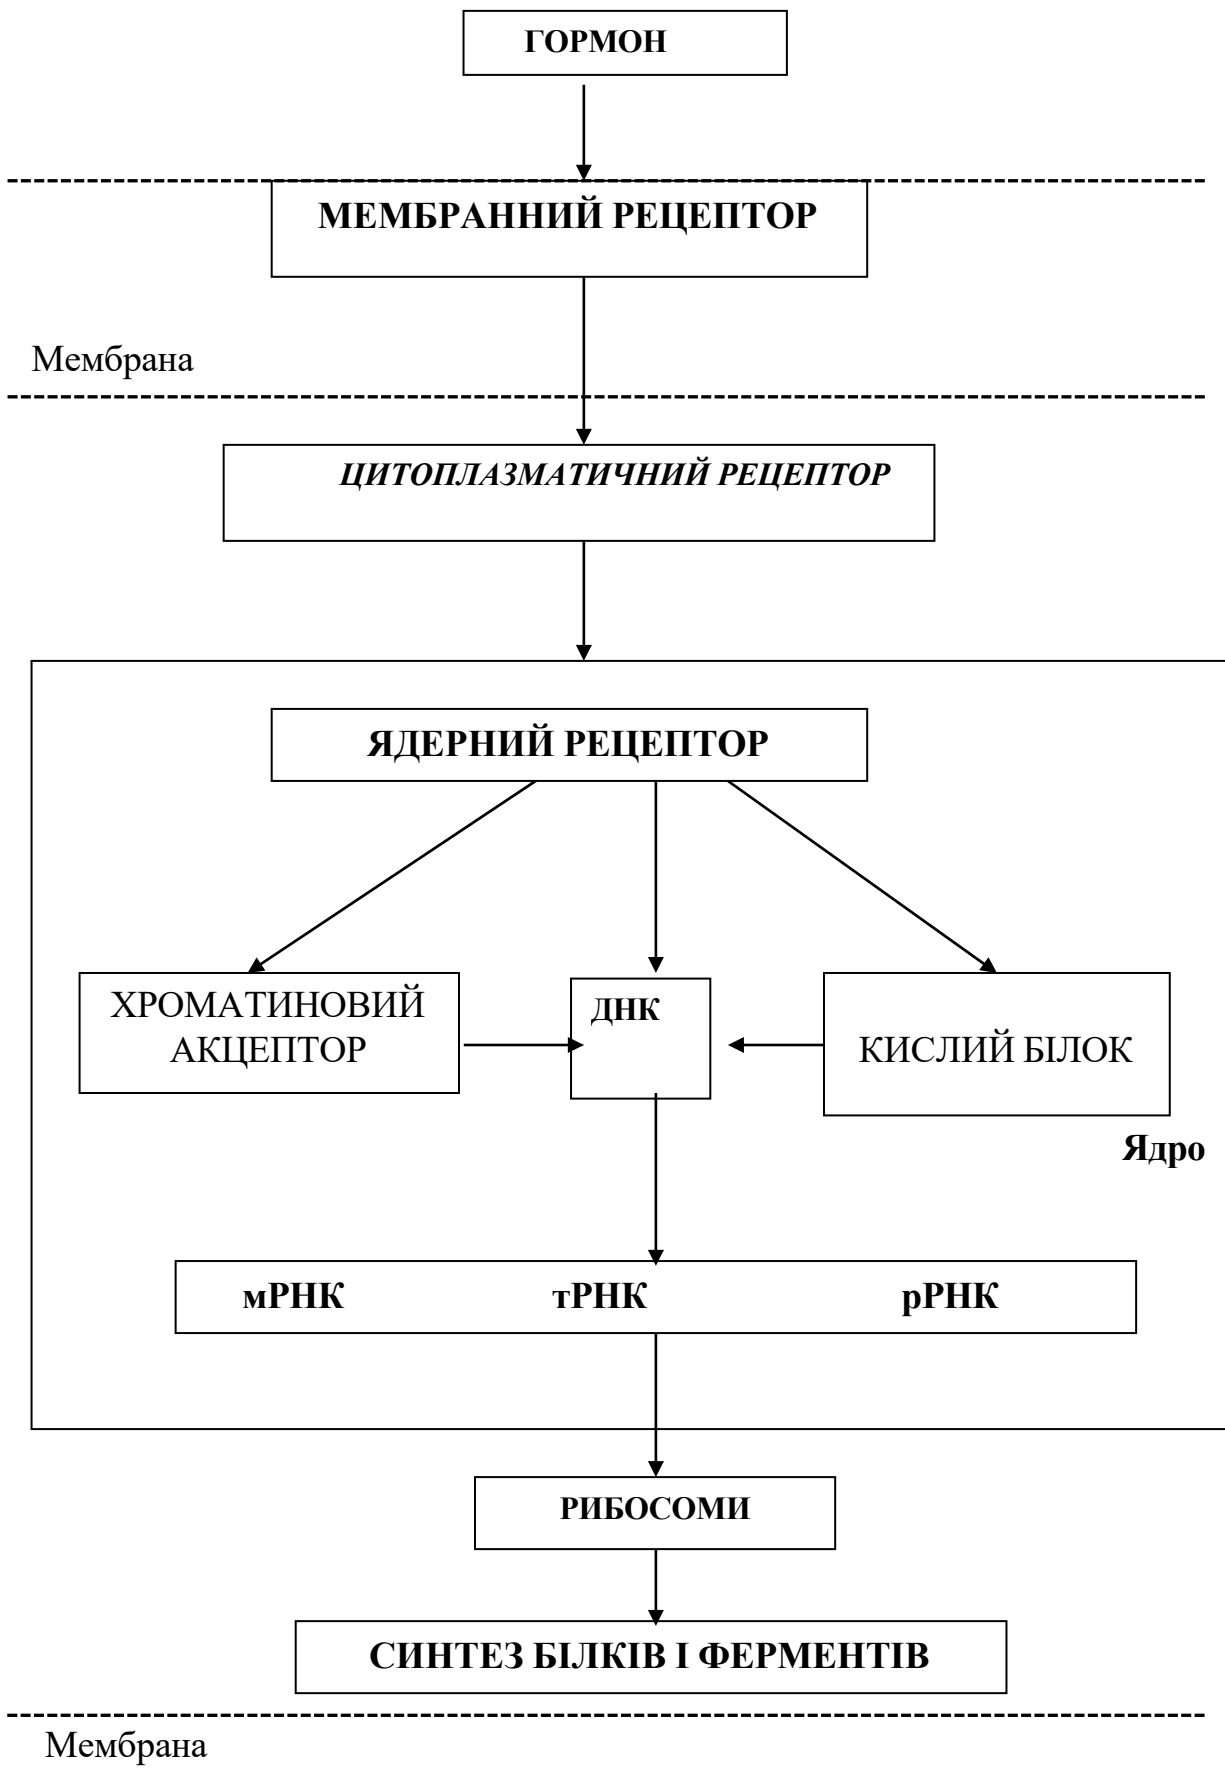 ГОРМОН
МЕМБРАННИЙ РЕЦЕПТОР
Мембрана
ЦИТОПЛАЗМАТИЧНИЙ РЕЦЕПТОР
ЯДЕРНИЙ РЕЦЕПТОР
ХРОМАТИНОВИЙ
АКЦЕПТОР
ДНК
КИСЛИЙ БІЛОК
Ядро
мРНК тРНК рРНК
РИБОСОМИ
СИНТЕЗ БІЛКІВ І ФЕРМЕНТІВ
Мембрана